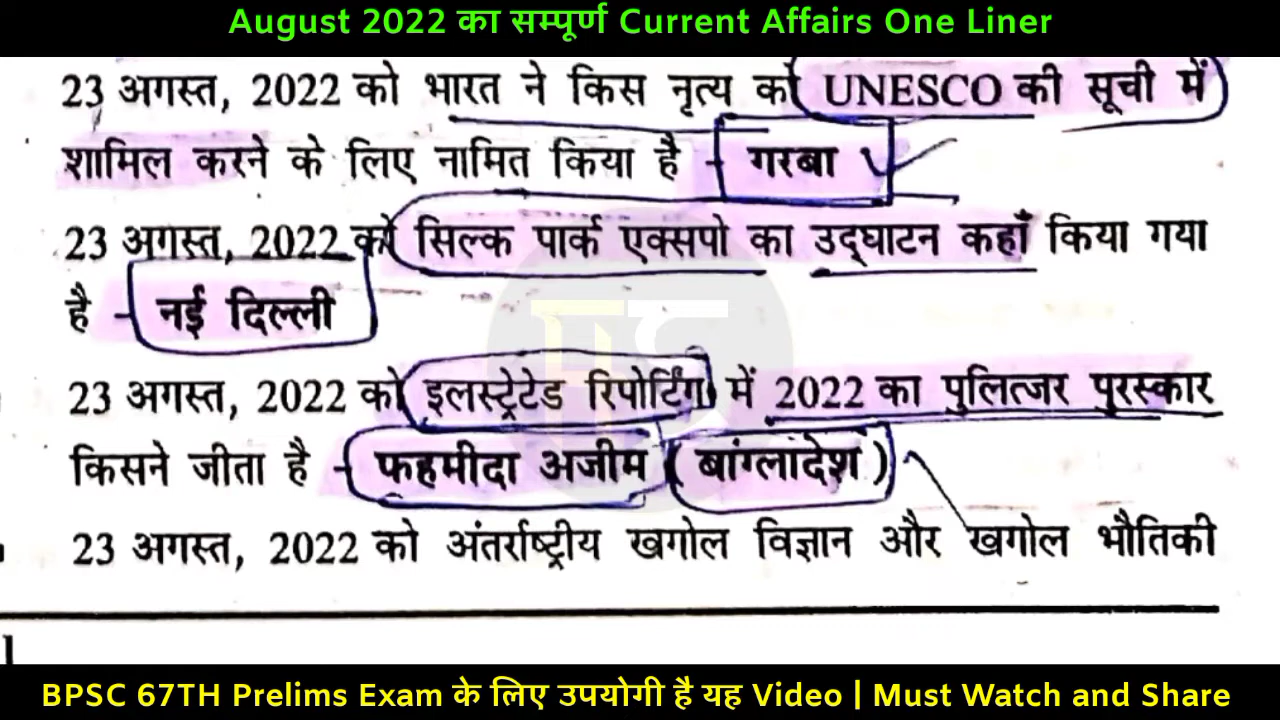 August 2022 का सम्पूर्ण Current Affairs One Liner
23 अगस्त, 2022 को भारत ने किस नृत्य को UNESCO की सूची में
शामिल करने के लिए नामित किया है - गरबा
23 अगस्त, 2022 को सिल्क पार्क एक्सपो का उद्घाटन कहाँ किया गया
है - नई दिल्ली
23 अगस्त, 2022 को इलस्ट्रेटेड रिपोर्टिंग में 2022 का पुलित्जर पुरस्कार
किसने जीता है - फहमीदा अजीम (बांग्लादेश)
23 अगस्त, 2022 को अंतर्राष्ट्रीय खगोल विज्ञान और खगोल भौतिकी
BPSC 67TH Prelims Exam के लिए उपयोगी है यह Video | Must Watch and Share